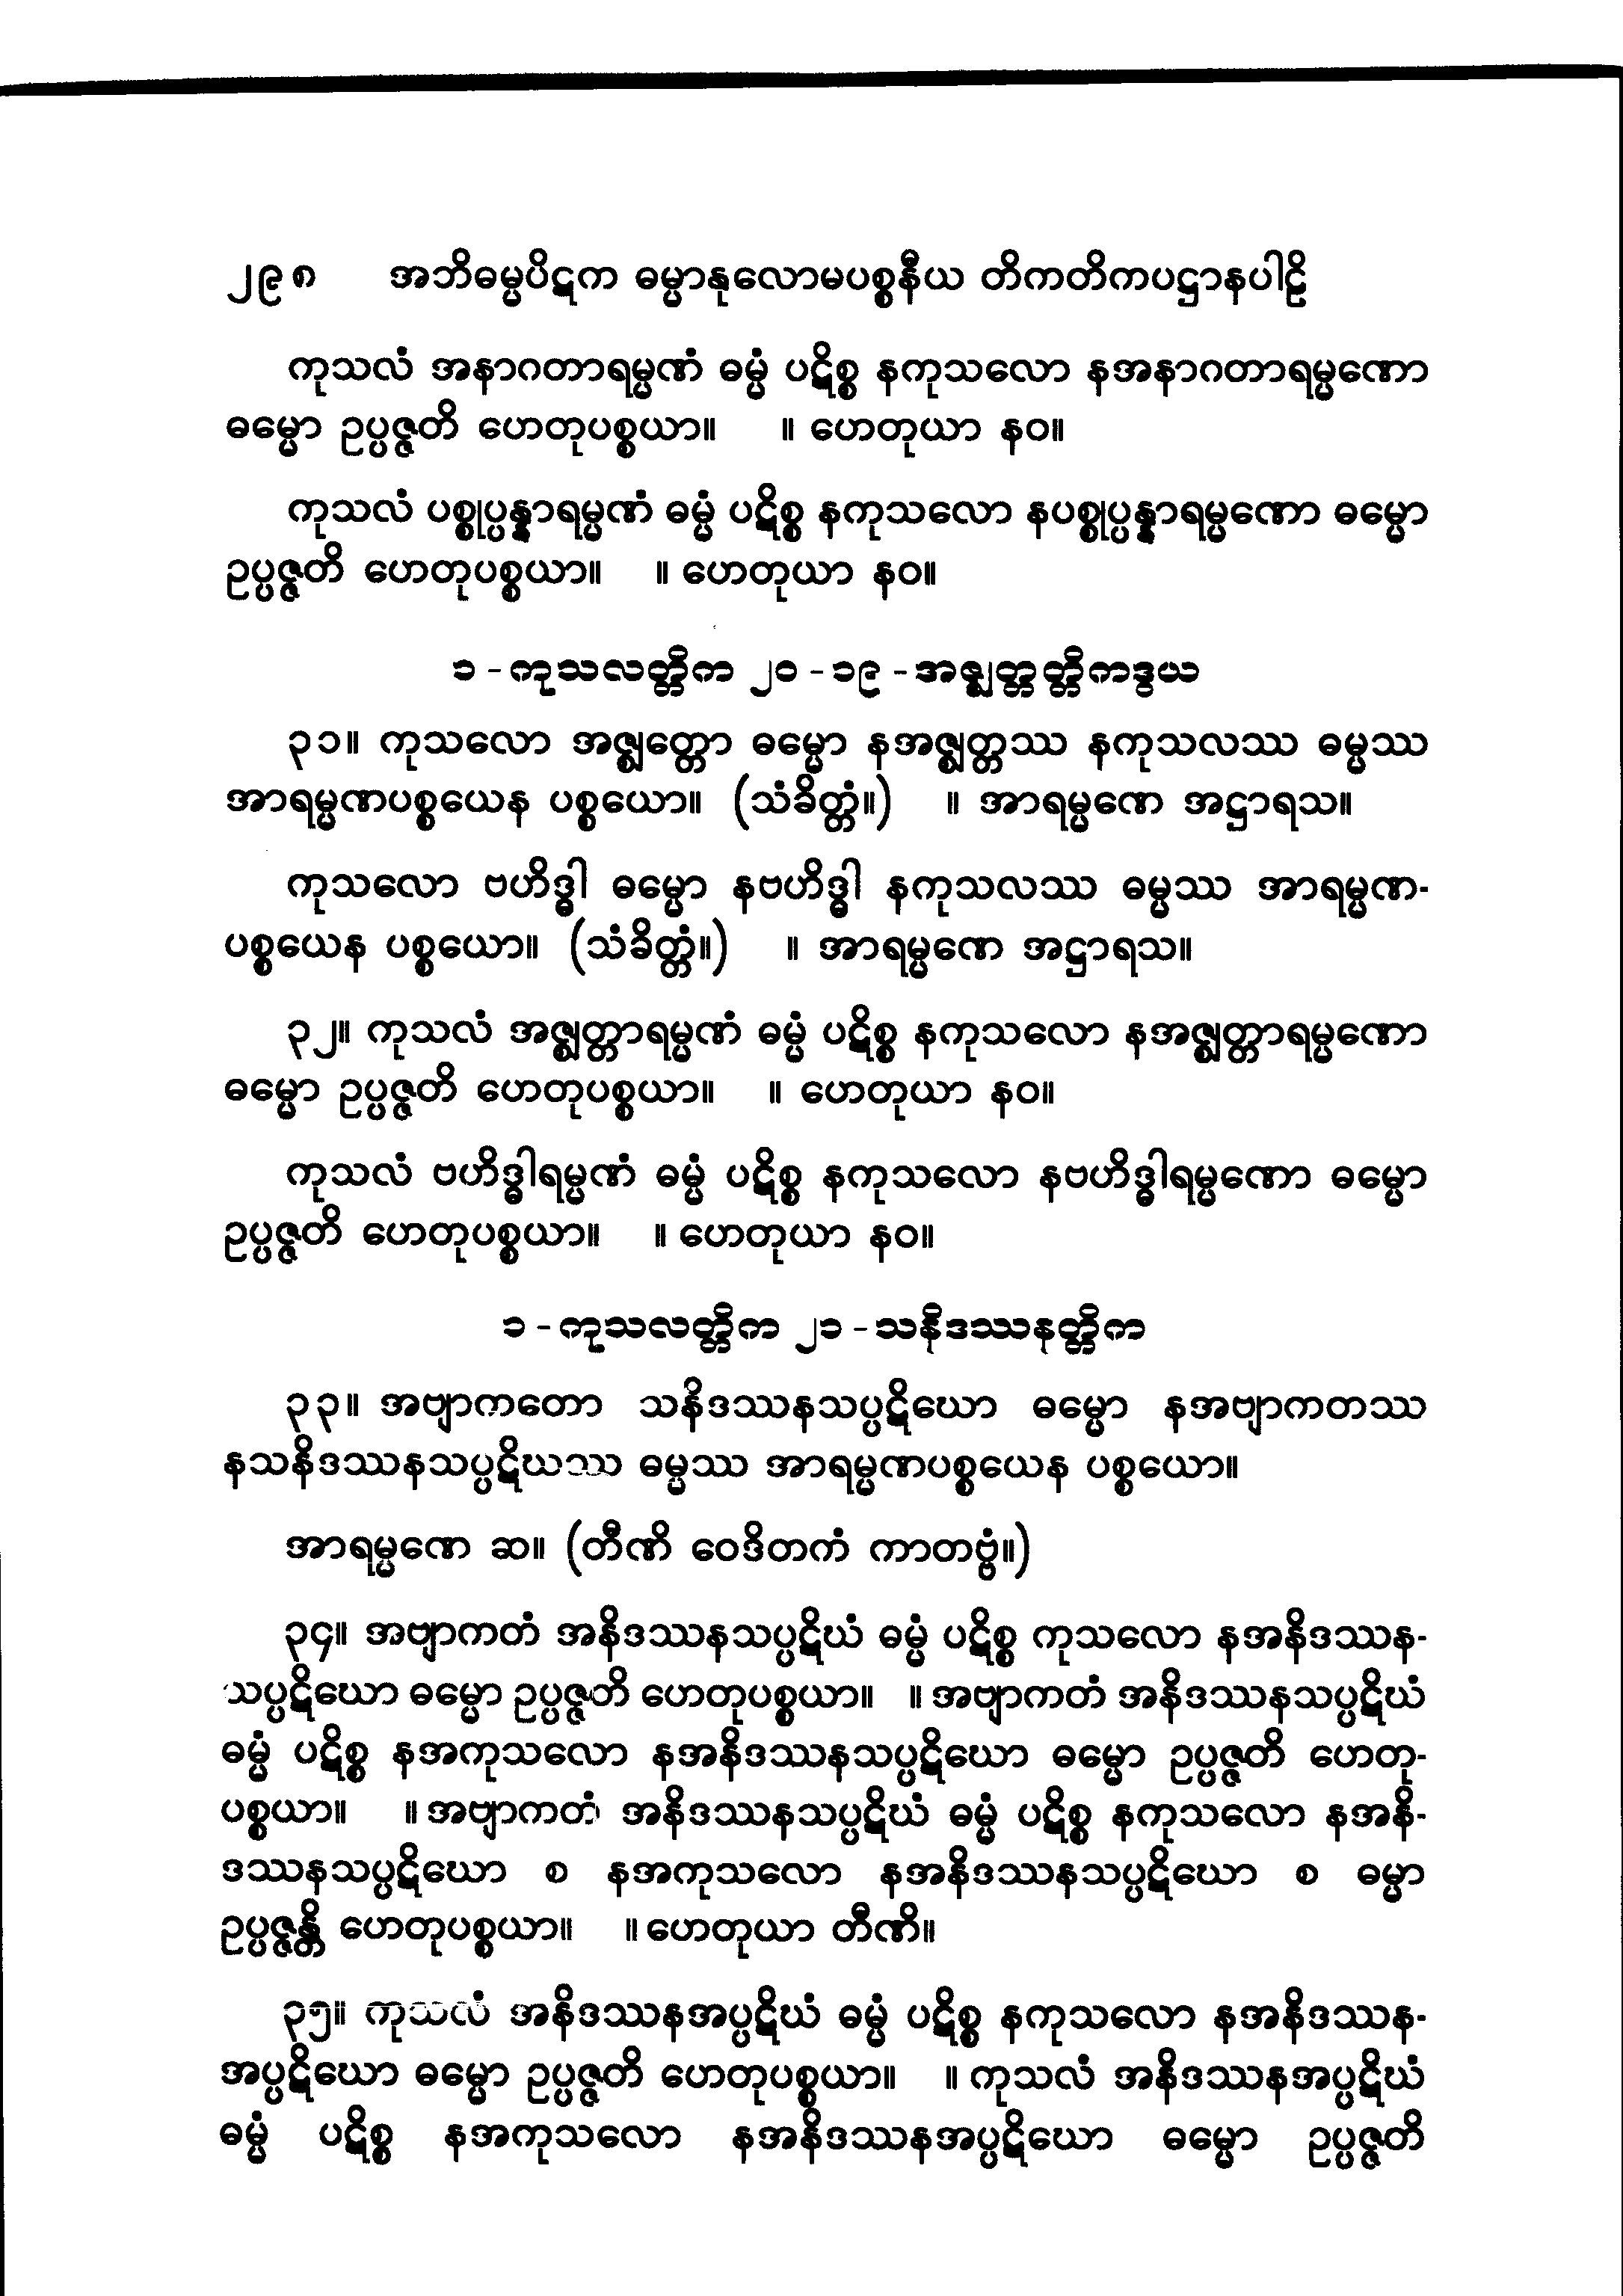 ၂၉၈ အဘိဓမ္မပိဋက ဓမ္မာနုလောမပစ္စနီယ တိကတိကပဋ္ဌာနပါဠိ
ကုသလံ အနာဂတာရမ္မဏံ ဓမ္မံ ပဋိစ္စ နကုသလော နအနာဂတာရမ္မဏော
ဓမ္မော ဥပ္ပဇ္ဇတိ ဟေတုပစ္စယာ။ ။ ဟေတုယာ နဝ။
ကုသလံ ပစ္စုပ္ပန္နာရမ္မဏံ ဓမ္မံ ပဋိစ္စ နကုသလော နပစ္စုပ္ပန္နာရမ္မဏော ဓမ္မော
ဥပ္ပဇ္ဇတိ ဟေတုပစ္စယာ။ ။ ဟေတုယာ နဝ။
၁ - ကုသလတ္တိက ၂၀ - ၁၉ - အဇ္ဈတ္တတ္တိကဒွယ
၃၁။ ကုသလော အဇ္ဈတ္တော ဓမ္မော နအဇ္ဈတ္တဿ နကုသလဿ ဓမ္မဿ
အာရမ္မဏပစ္စယေန ပစ္စယော။ (သံခိတ္တံ။) ။ အာရမ္မဏေ အဋ္ဌာရသ။
ကုသလော ဗဟိဒ္ဓါ ဓမ္မော နဗဟိဒ္ဓါ နကုသလဿ ဓမ္မဿ အာရမ္မဏ-
ပစ္စယေန ပစ္စယော။ (သံခိတ္တံ။) ။ အာရမ္မဏေ အဋ္ဌာရသ။
၃၂။ ကုသလံ အဇ္ဈတ္တာရမ္မဏံ ဓမ္မံ ပဋိစ္စ နကုသလော နအဇ္ဈတ္တာရမ္မဏော
ဓမ္မော ဥပ္ပဇ္ဇတိ ဟေတုပစ္စယာ။ ။ ဟေတုယာ နဝ။
ကုသလံ ဗဟိဒ္ဓါရမ္မဏံ ဓမ္မံ ပဋိစ္စ နကုသလော နဗဟိဒ္ဓါရမ္မဏော ဓမ္မော
ဥပ္ပဇ္ဇတိ ဟေတုပစ္စယာ။ ။ ဟေတုယာ နဝ။
၁ - ကုသလတ္တိက ၂၁ - သနိဒဿနတ္တိက
၃၃။ အဗျာကတော သနိဒဿနသပ္ပဋိဃော ဓမ္မော နအဗျာကတဿ
နသနိဒဿနသပ္ပဋိဃဿ ဓမ္မဿ အာရမ္မဏပစ္စယေန ပစ္စယော။
အာရမ္မဏေ ဆ။ (တီဏိ ဝေဒိတကံ ကာတဗ္ဗံ။)
၃၄။ အဗျာကတံ အနိဒဿနသပ္ပဋိဃံ ဓမ္မံ ပဋိစ္စ ကုသလော နအနိဒဿန-
သပ္ပဋိဃော ဓမ္မော ဥပ္ပဇ္ဇတိ ဟေတုပစ္စယာ။ ။ အဗျာကတံ အနိဒဿနသပ္ပဋိဃံ
ဓမ္မံ ပဋိစ္စ နအကုသလော နအနိဒဿနသပ္ပဋိဃော ဓမ္မော ဥပ္ပဇ္ဇတိ ဟေတု-
ပစ္စယာ။ ။ အဗျာကတံ အနိဒဿနသပ္ပဋိဃံ ဓမ္မံ ပဋိစ္စ နကုသလော နအနိ-
ဒဿနသပ္ပဋိဃော စ နအကုသလော နအနိဒဿနသပ္ပဋိဃော စ ဓမ္မာ
ဥပ္ပဇ္ဇန္တိ ဟေတုပစ္စယာ။ ။ ဟေတုယာ တီဏိ။
၃၅။ ကုသလံ အနိဒဿနအပ္ပဋိဃံ ဓမ္မံ ပဋိစ္စ နကုသလော နအနိဒဿန-
အပ္ပဋိဃော ဓမ္မော ဥပ္ပဇ္ဇတိ ဟေတုပစ္စယာ။ ။ ကုသလံ အနိဒဿနအပ္ပဋိဃံ
ဓမ္မံ ပဋိစ္စ နအကုသလော နအနိဒဿနအပ္ပဋိဃော ဓမ္မော ဥပ္ပဇ္ဇတိ